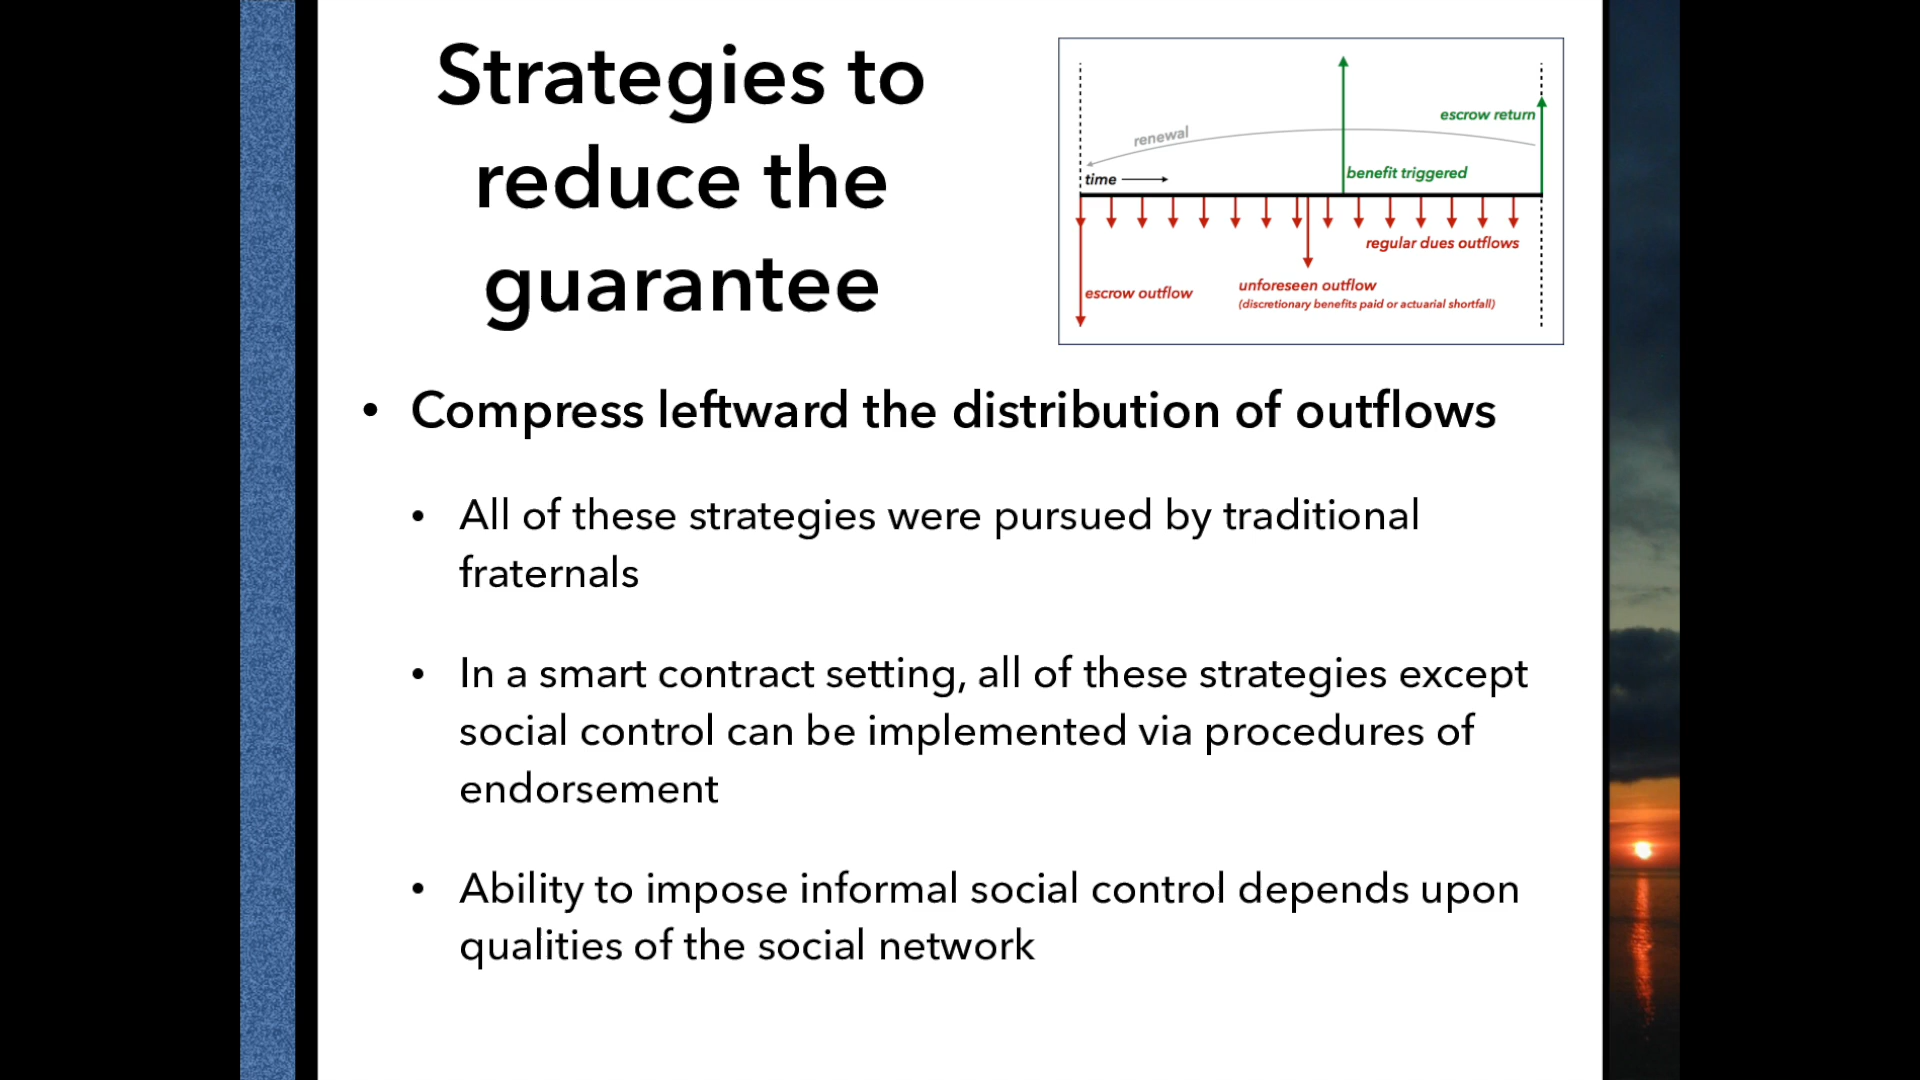 Strategies to
reduce the
guarantee
renewal
escrow return
benefit triggered
time
regular dues outflows
escrow outflow
unforeseen outflow
(discretionary benefits paid or actuarial shortfall)
• Compress leftward the distribution of outflows
• All of these strategies were pursued by traditional
fraternals
• In a smart contract setting, all of these strategies except
social control can be implemented via procedures of
endorsement
• Ability to impose informal social control depends upon
qualities of the social network